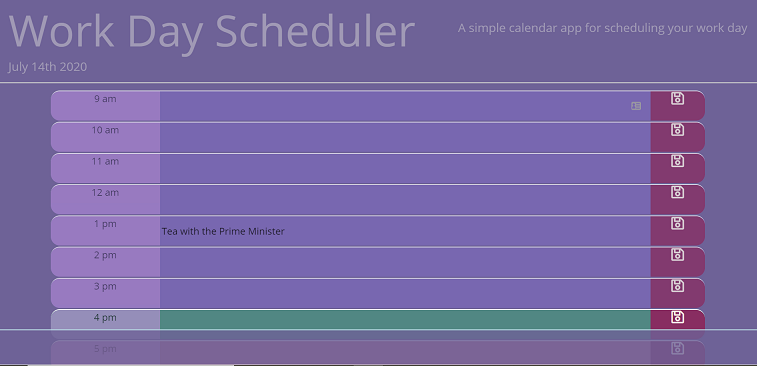 Work Day Scheduler
A simple calendar app for scheduling your work day
July 14th 2020
9 am
10 am
11 am
12 am
1 pm
Tea with the Prime Minister
2 pm
3 pm
4 pm
5 pm